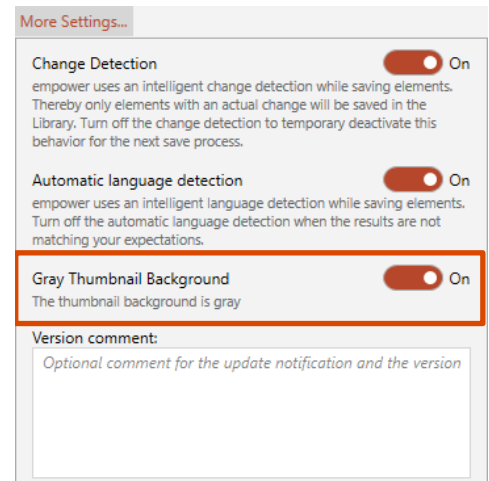 More Settings...
Change Detection On
empower uses an intelligent change detection while saving elements.
Thereby only elements with an actual change will be saved in the
Library. Turn off the change detection to temporary deactivate this
behavior for the next save process.
Automatic language detection On
empower uses an intelligent language detection while saving elements.
Turn off the automatic language detection when the results are not
matching your expectations.
Gray Thumbnail Background On
The thumbnail background is gray
Version comment:
Optional comment for the update notification and the version